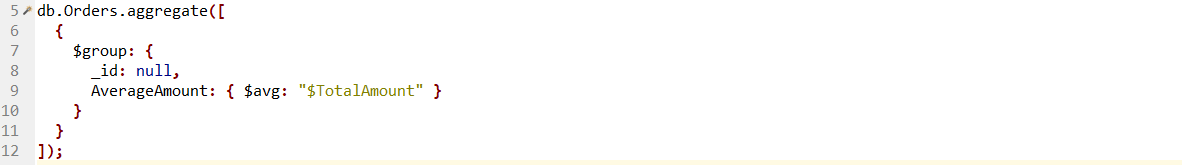 5 db.Orders.aggregate([
6 {
7 $group: {
8 _id: null,
9 AverageAmount: { $avg: "$TotalAmount" }
10 }
11 }
12 ]);